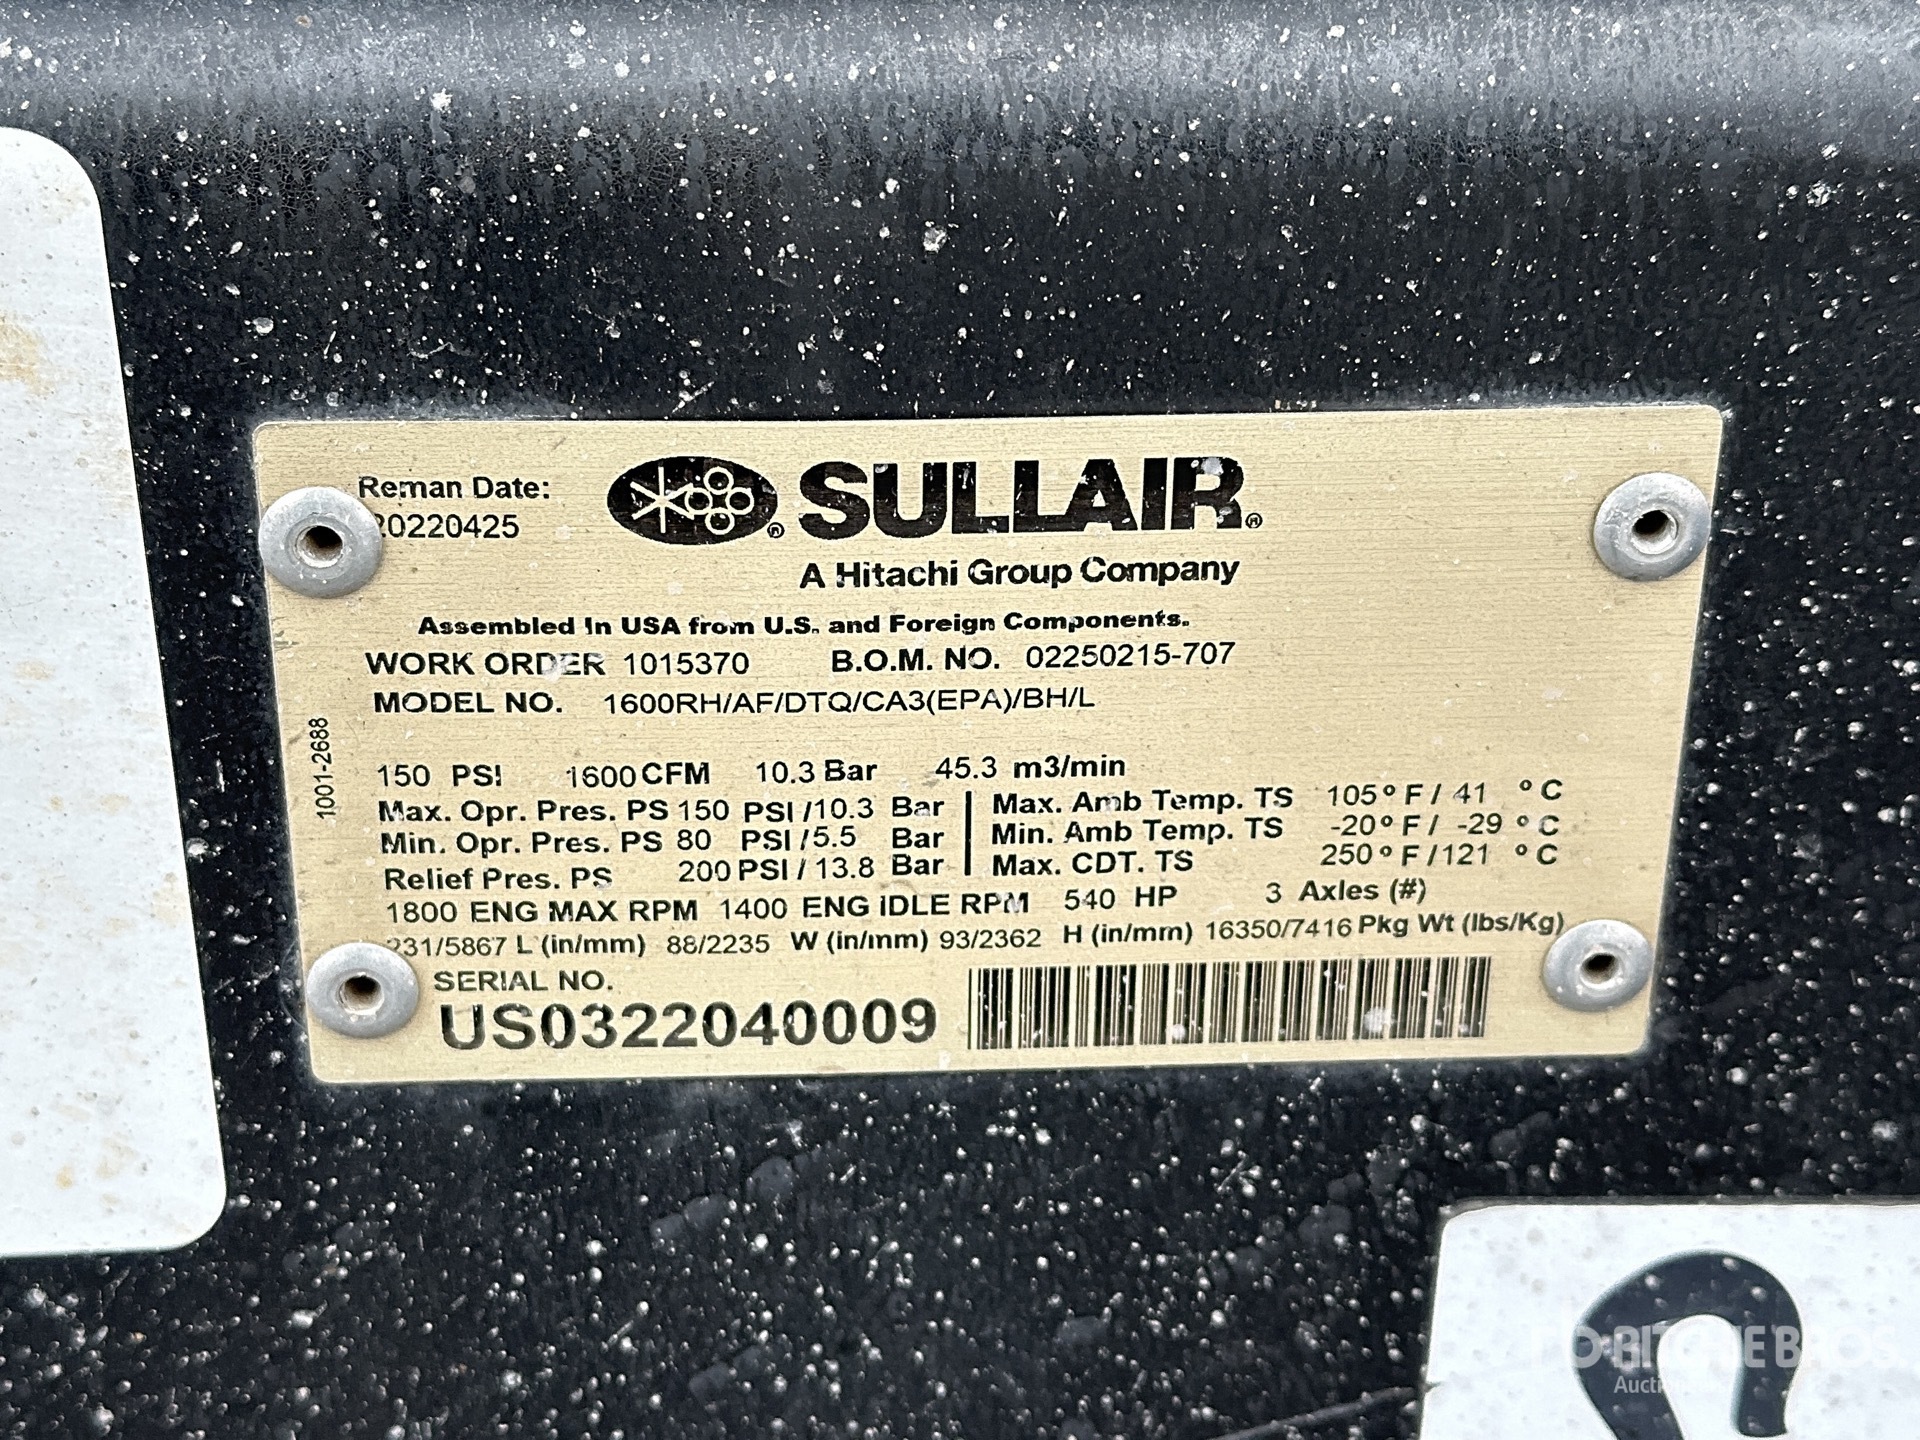 Reman Date:
20220425
SULLAIR®
A Hitachi Group Company
Assembled in USA from U.S. and Foreign Components.
WORK ORDER 1015370 B.O.M. NO. 02250215-707
MODEL NO. 1600RH/AF/DTQ/CA3(EPA)/BH/L
1001-2688
150 PSI 1600 CFM 10.3 Bar 45.3 m3/min
Max. Opr. Pres. PS 150 PSI /10.3 Bar
Min. Opr. Pres. PS 80 PSI /5.5 Bar
Relief Pres. PS 200 PSI / 13.8 Bar
Max. Amb Temp. TS 105° F / 41 °C
Min. Amb Temp. TS -20° F / -29 °C
Max. CDT. TS 250° F /121 °C
1800 ENG MAX RPM 1400 ENG IDLE RPM 540 HP 3 Axles (#)
231/5867 L (in/mm) 88/2235 W (in/mm) 93/2362 H (in/mm) 16350/7416 Pkg Wt (lbs/Kg)
SERIAL NO.
US0322040009
RITCHIE BROS